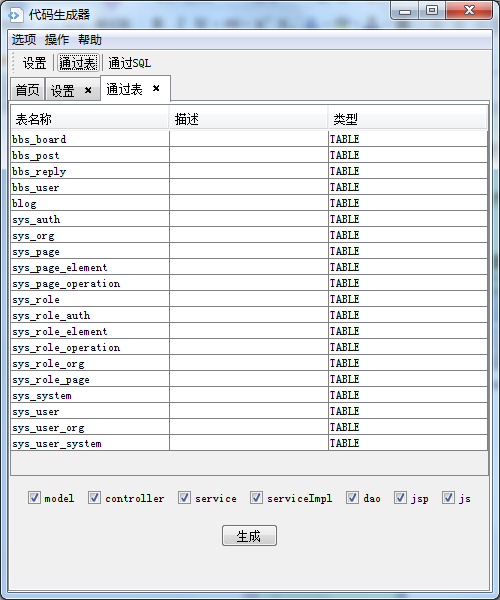 代码生成器
选项 操作 帮助
设置 通过表 通过SQL
首页 设置 通过表
表名称 描述 类型
bbs_board TABLE
bbs_post TABLE
bbs_reply TABLE
bbs_user TABLE
blog TABLE
sys_auth TABLE
sys_org TABLE
sys_page TABLE
sys_page_element TABLE
sys_page_operation TABLE
sys_role TABLE
sys_role_auth TABLE
sys_role_element TABLE
sys_role_operation TABLE
sys_role_org TABLE
sys_role_page TABLE
sys_system TABLE
sys_user TABLE
sys_user_org TABLE
sys_user_system TABLE
model controller service serviceImpl dao jsp js
生成